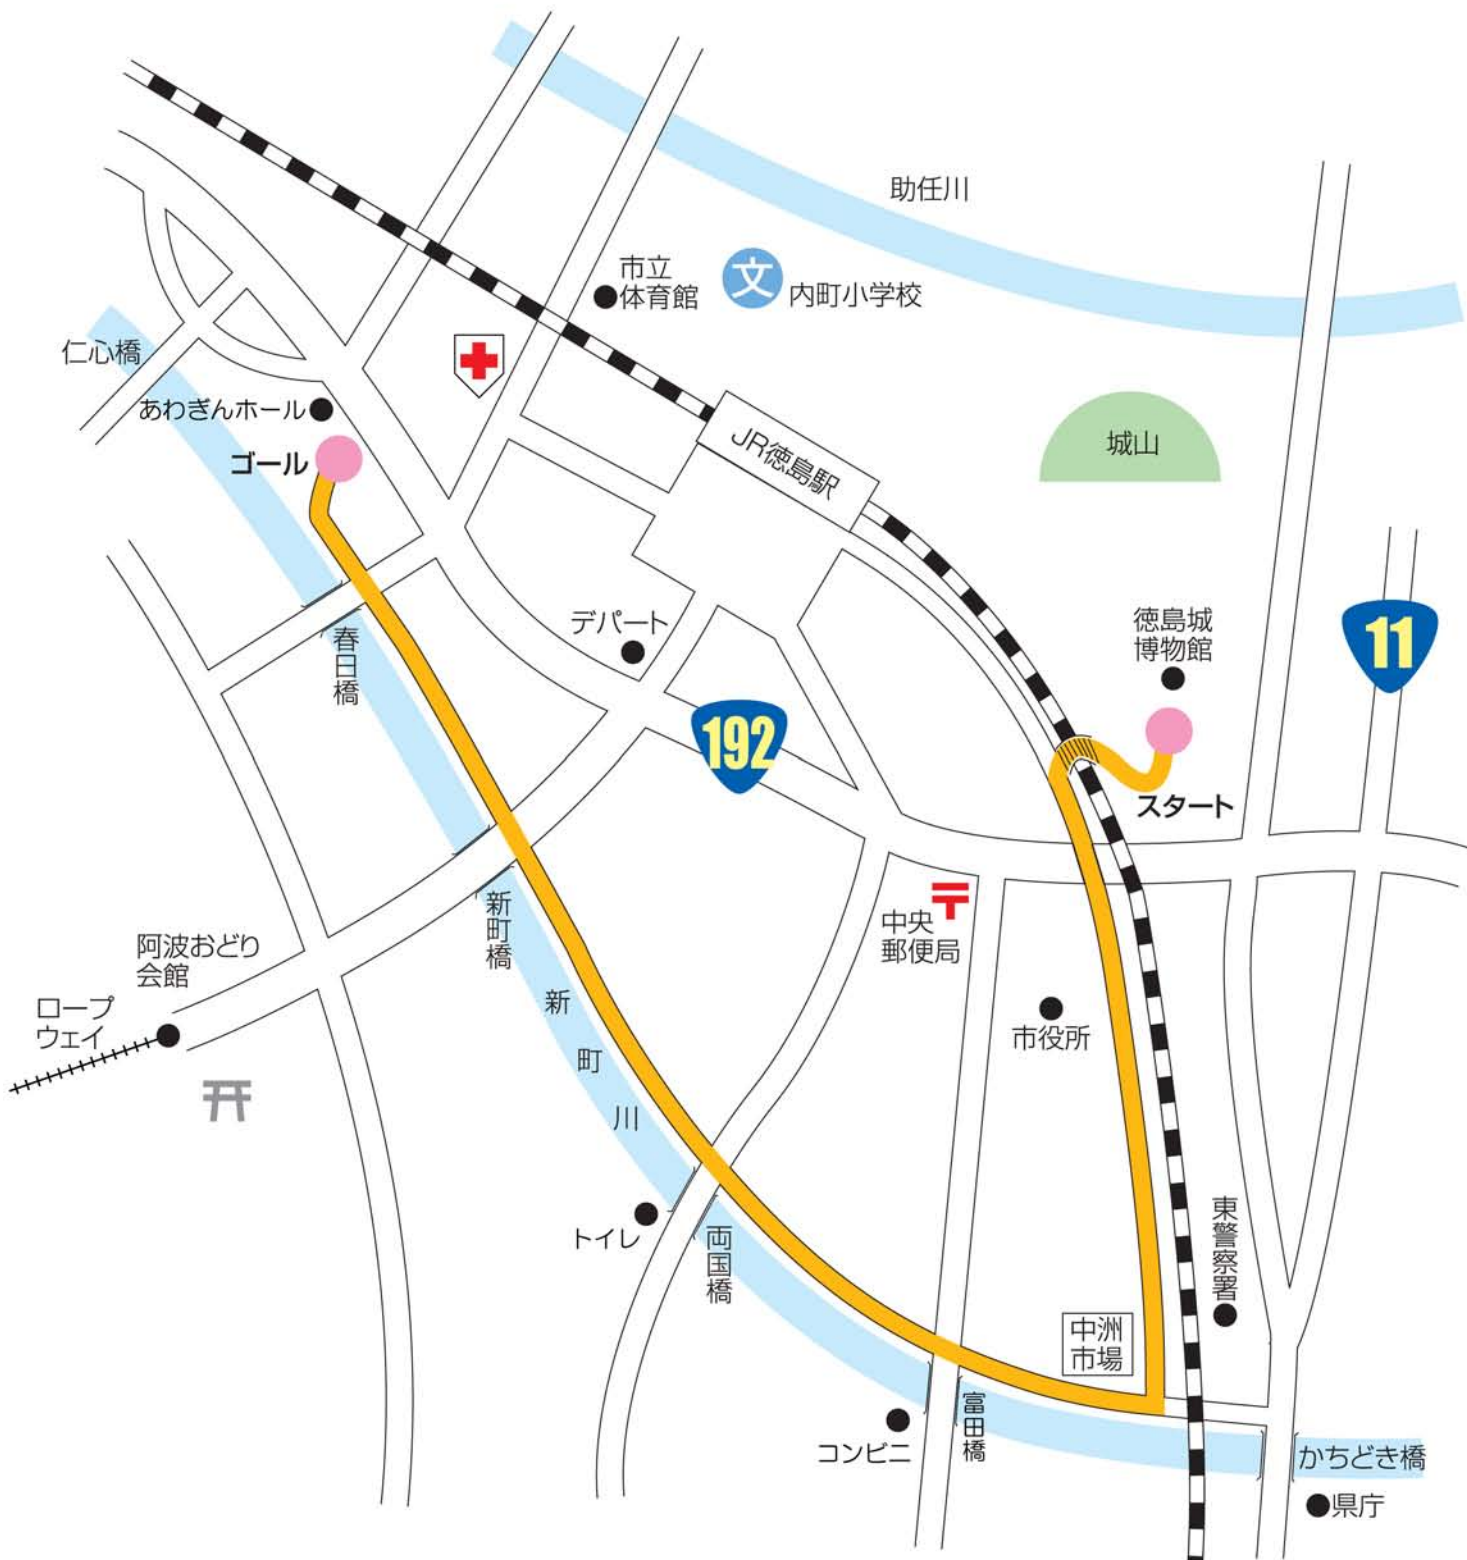 助任川
市立
体育館
文
内町小学校
仁心橋
あわぎんホール
ゴール
JR徳島駅
城山
春日橋
デパート
徳島城
博物館
11
192
スタート
新町橋
中央
郵便局
阿波おどり
会館
ロープ
ウェイ
新町川
市役所
トイレ
両国橋
東警察署
中洲
市場
コンビニ
富田橋
かちどき橋
県庁